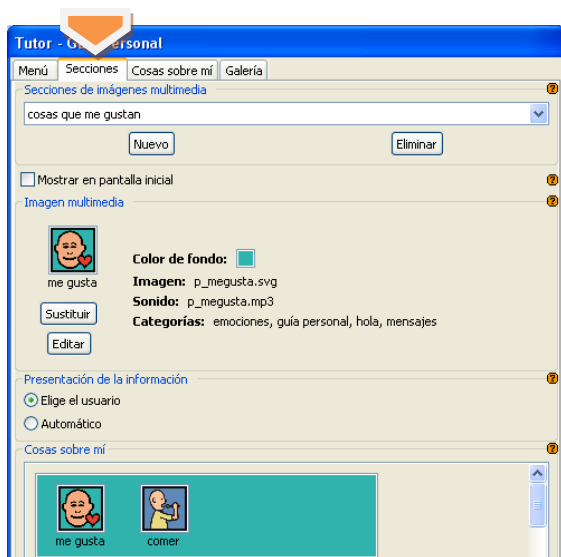 Tutor - G ersonal
Menú Secciones Cosas sobre mí Galería
Secciones de imágenes multimedia ?
cosas que me gustan
Nuevo Eliminar
Mostrar en pantalla inicial ?
Imagen multimedia ?
me gusta
Color de fondo:
Imagen: p_megusta.svg
Sonido: p_megusta.mp3
Categorías: emociones, guía personal, hola, mensajes
Sustituir
Editar
Presentación de la información ?
Elige el usuario
Automático
Cosas sobre mí ?
me gusta comer